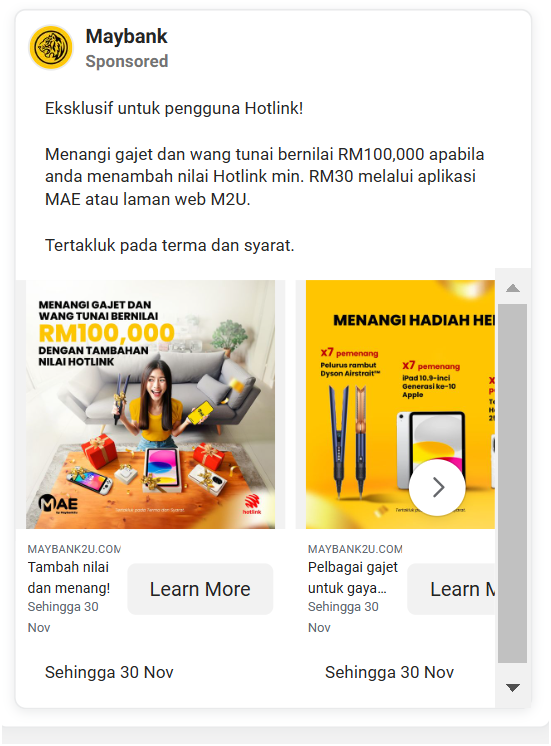 Maybank
Sponsored
Eksklusif untuk pengguna Hotlink!
Menangi gajet dan wang tunai bernilai RM100,000 apabila
anda menambah nilai Hotlink min. RM30 melalui aplikasi
MAE atau laman web M2U.
Tertakluk pada terma dan syarat.
MENANGI GAJET DAN
WANG TUNAI BERNILAI
RM100,000
DENGAN TAMBAHAN
NILAI HOTLINK
MAE
by Maybank2u
Tertakluk pada Terma dan Syarat.
hotlink
MENANGI HADIAH HE
x7 pemenang
Pelurus rambut
Dyson Airstrait™
x7 pemenang
iPad 10.9-inci
Generasi ke-10
Apple
Tertakluk pada Terma dan Syarat.
MAYBANK2U.COM
Tambah nilai
dan menang!
Sehingga 30
Nov
Learn More
MAYBANK2U.COM
Pelbagai gajet
untuk gaya...
Sehingga 30
Nov
Learn M
Sehingga 30 Nov
Sehingga 30 Nov